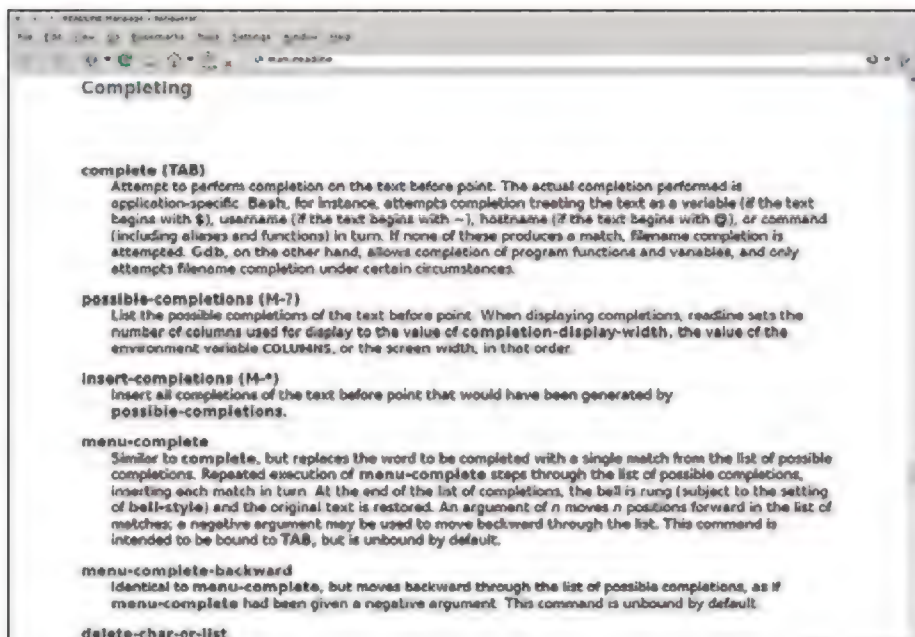 README Manpage - Konqueror
File Edit View Go Bookmarks Tools Settings Window Help
man:readline
Completing
complete (TAB)
Attempt to perform completion on the text before point. The actual completion performed is
application-specific. Bash, for instance, attempts completion treating the text as a variable (if the text
begins with $), username (if the text begins with ~), hostname (if the text begins with @), or command
(including aliases and functions) in turn. If none of these produces a match, filename completion is
attempted. Gdb, on the other hand, allows completion of program functions and variables, and only
attempts filename completion under certain circumstances.
possible-completions (M-?)
List the possible completions of the text before point. When displaying completions, readline sets the
number of columns used for display to the value of completion-display-width, the value of the
environment variable COLUMNS, or the screen width, in that order.
insert-completions (M-*)
Insert all completions of the text before point that would have been generated by
possible-completions.
menu-complete
Similar to complete, but replaces the word to be completed with a single match from the list of possible
completions. Repeated execution of menu-complete steps through the list of possible completions,
inserting each match in turn. At the end of the list of completions, the bell is rung (subject to the setting
of bell-style) and the original text is restored. An argument of n moves n positions forward in the list of
matches; a negative argument may be used to move backward through the list. This command is
intended to be bound to TAB, but is unbound by default.
menu-complete-backward
Identical to menu-complete, but moves backward through the list of possible completions, as if
menu-complete had been given a negative argument. This command is unbound by default.
delete-char-or-list